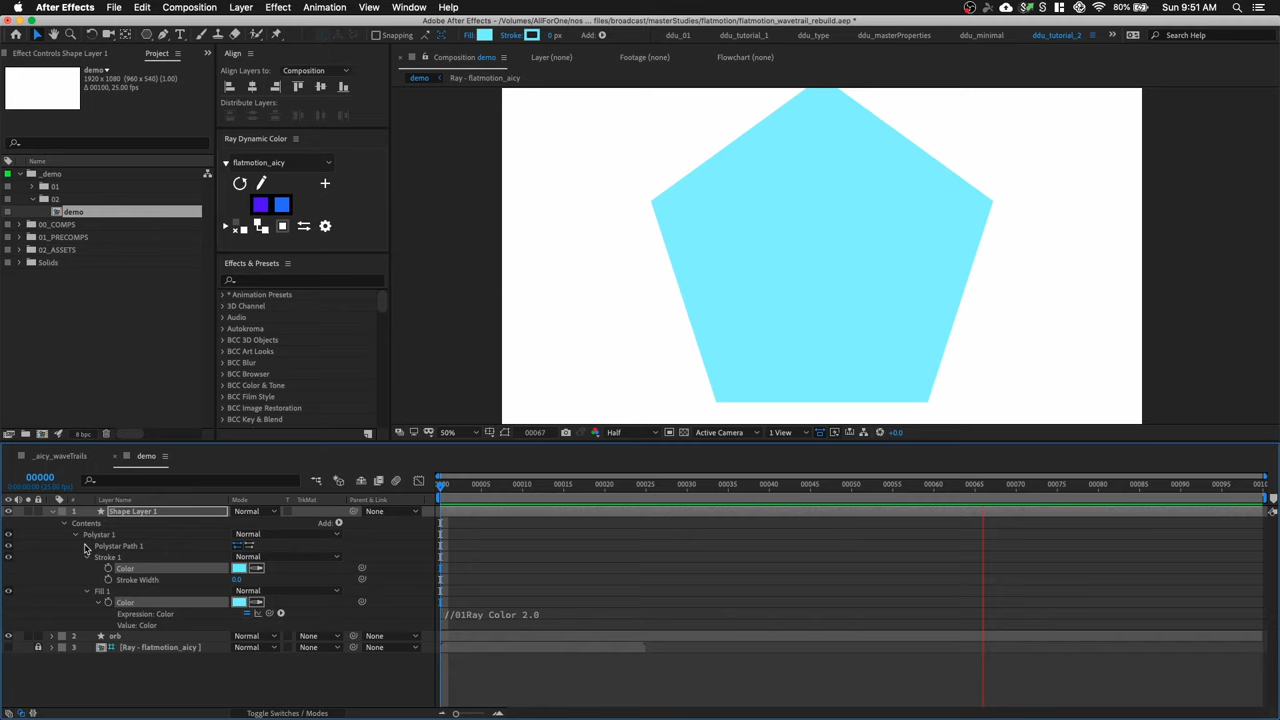 After Effects File Edit Composition Layer Effect Animation View Window Help 80% Sun 9:51 AM
Adobe After Effects - /Volumes/AllForOne/nos files/broadcast/masterStudies/flatmotion/flatmotion_wavetrail_rebuild.aep *
Snapping Fill: Stroke: 0 px Add: ddu_01 ddu_tutorial_1 ddu_type ddu_masterProperties ddu_minimal ddu_tutorial_2 Search Help
Effect Controls Shape Layer 1 Project
demo
1920 x 1080 (960 x 540) (1.00)
Δ 00100, 25.00 fps
Name
_demo
01
02
demo
00_COMPS
01_PRECOMPS
02_ASSETS
Solids
8 bpc
Align
Align Layers to: Composition
Distribute Layers:
Ray Dynamic Color
flatmotion_aicy
Effects & Presets
* Animation Presets
3D Channel
Audio
Autokroma
BCC 3D Objects
BCC Art Looks
BCC Blur
BCC Browser
BCC Color & Tone
BCC Film Style
BCC Image Restoration
BCC Key & Blend
Composition demo Layer (none) Footage (none) Flowchart (none)
demo Ray - flatmotion_aicy
50% 00067 Half Active Camera 1 View +0.0
_aicy_waveTrails demo
00000
0:00:00:00 (25.00 fps)
:00 00005 00010 00015 00020 00025 00030 00035 00040 00045 00050 00055 00060 00065 00070 00075 00080 00085 00090 00095 0010
# Layer Name Mode T TrkMat Parent & Link
1 Shape Layer 1 Normal None
Contents Add:
Polystar 1 Normal
Polystar Path 1
Stroke 1 Normal
Color
Stroke Width 0.0
Fill 1 Normal
Color
Expression: Color //01Ray Color 2.0
Value: Color
2 orb Normal None None
3 [Ray - flatmotion_aicy ] Normal None None
Toggle Switches / Modes